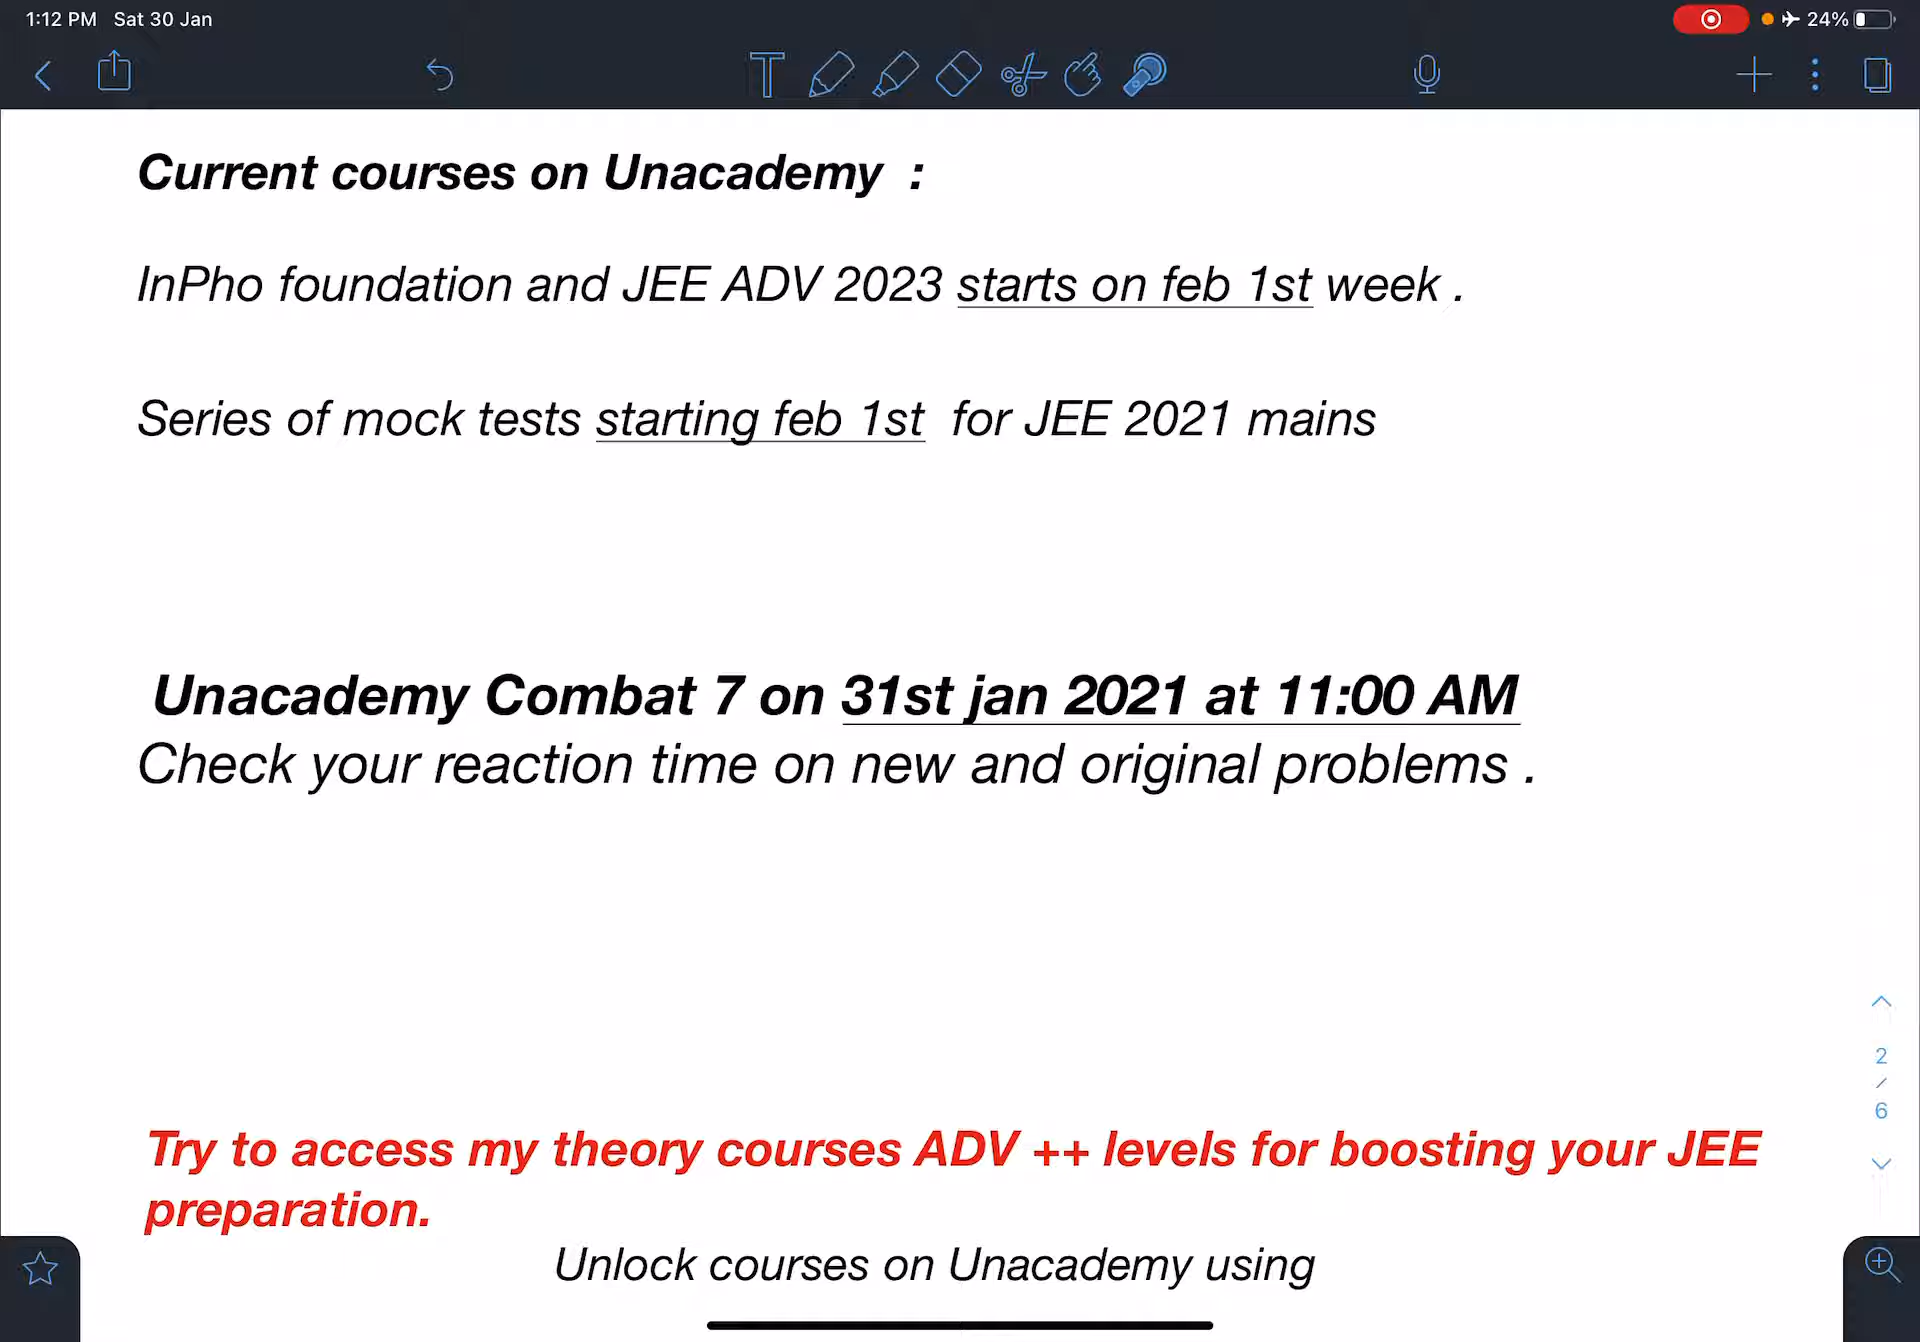 1:12 PM Sat 30 Jan
24%
Current courses on Unacademy :
InPho foundation and JEE ADV 2023 starts on feb 1st week .
Series of mock tests starting feb 1st for JEE 2021 mains
Unacademy Combat 7 on 31st jan 2021 at 11:00 AM
Check your reaction time on new and original problems .
2
/
6
Try to access my theory courses ADV ++ levels for boosting your JEE
preparation.
Unlock courses on Unacademy using